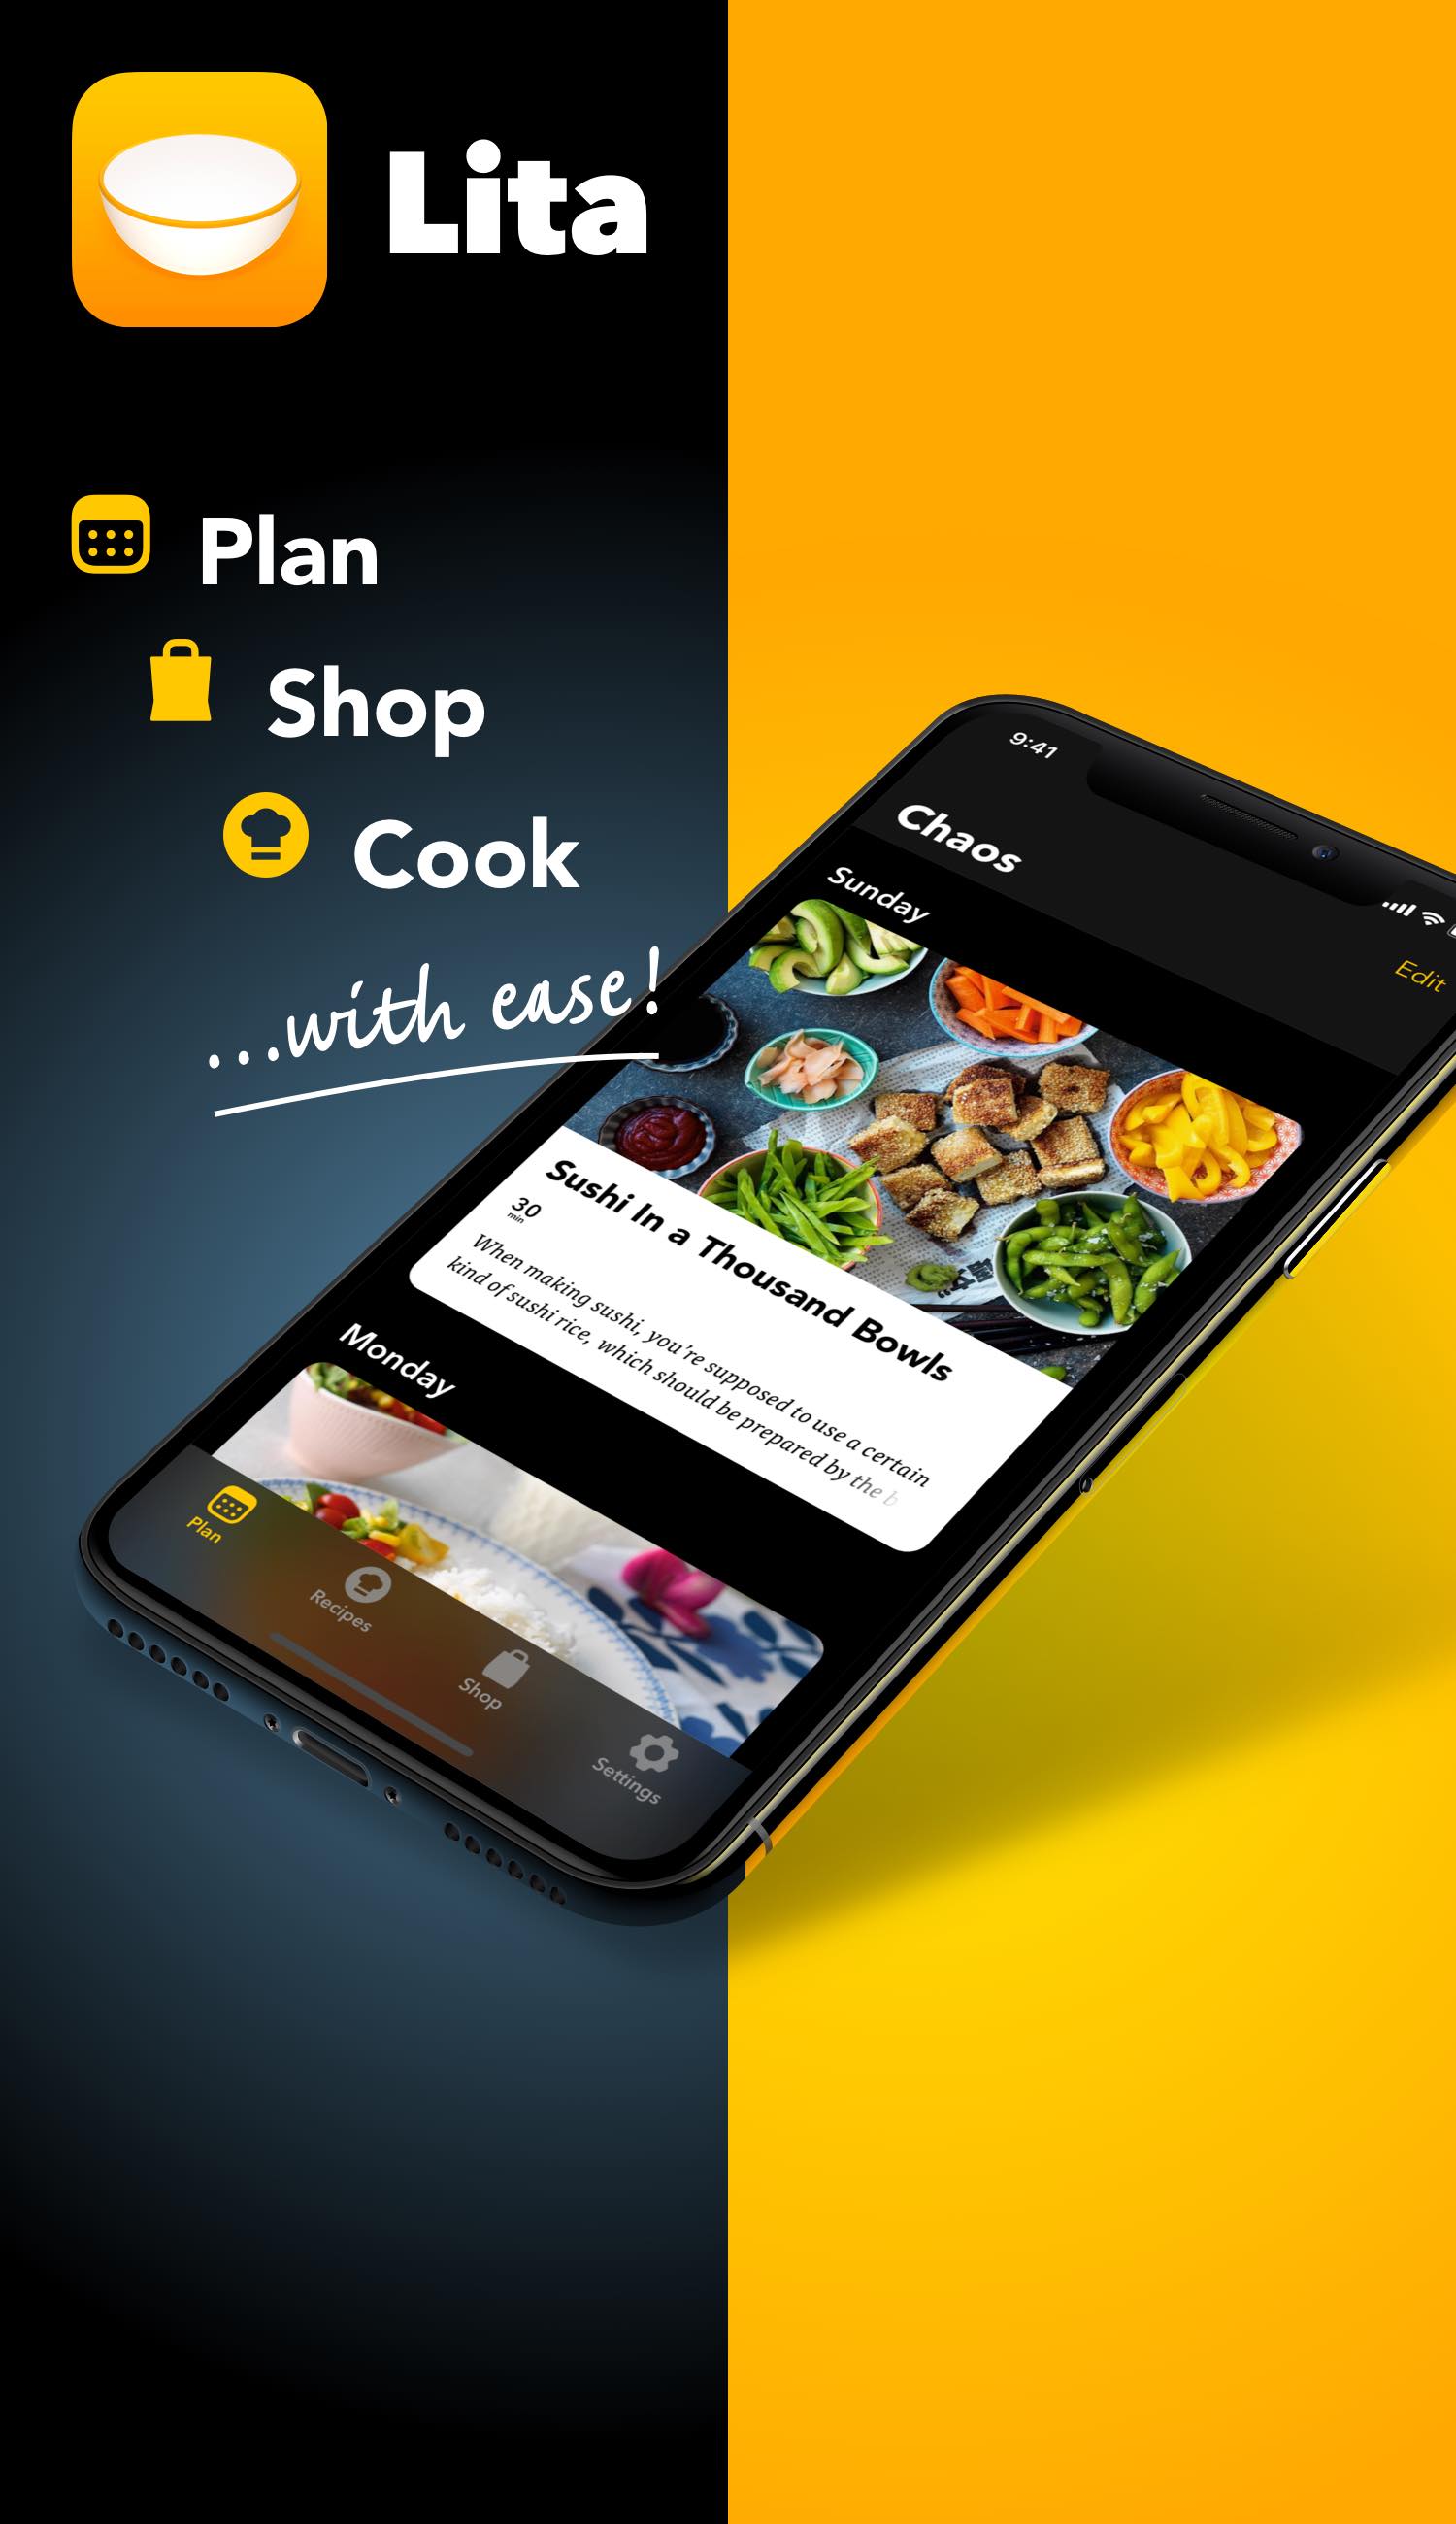 Lita
Plan
Shop
Cook
...with ease!
9:41
Chaos
Edit
Sunday
Sushi In a Thousand Bowls
30
min
When making sushi, you're supposed to use a certain
kind of sushi rice, which should be prepared by the b
Monday
Plan
Recipes
Shop
Settings